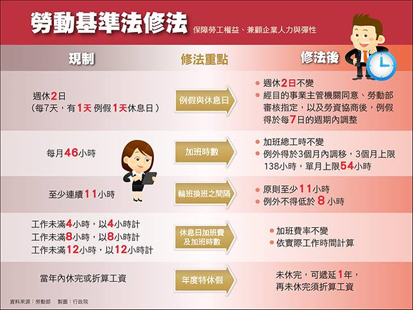 勞動基準法修法 保障勞工權益、兼顧企業人力與彈性
現制
修法重點
修法後
週休2日
(每7天,有1天 例假1天休息日)
例假與休息日
• 週休2日不變
• 經目的事業主管機關同意、勞動部
審核指定,以及勞資協商後,例假
得於每7日的週期內調整
每月46小時
加班時數
• 加班總工時不變
• 例外得於3個月內調移,3個月上限
138小時,單月上限54小時
至少連續11小時
輪班換班之間隔
• 原則至少11小時
• 例外不得低於 8 小時
工作未滿4小時,以4小時計
工作未滿8小時,以8小時計
工作未滿12小時,以12小時計
休息日加班費
及加班時數
• 加班費率不變
• 依實際工作時間計算
當年內休完或折算工資
年度特休假
未休完,可遞延1年,
再未休完須折算工資
資料來源:勞動部 製圖:行政院